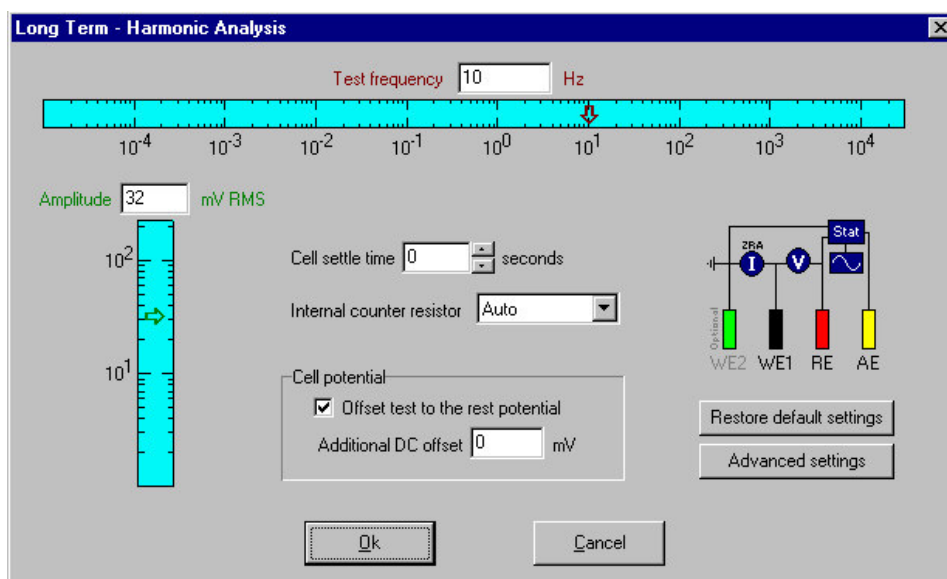 Long Term - Harmonic Analysis
Test frequency 10 Hz
10-4 10-3 10-2 10-1 100 101 102 103 104
Amplitude 32 mV RMS
102
101
Cell settle time 0 seconds
Internal counter resistor Auto
Cell potential
Offset test to the rest potential
Additional DC offset 0 mV
Stat
ZRA
I V
Optional
WE2 WE1 RE AE
Restore default settings
Advanced settings
Ok Cancel